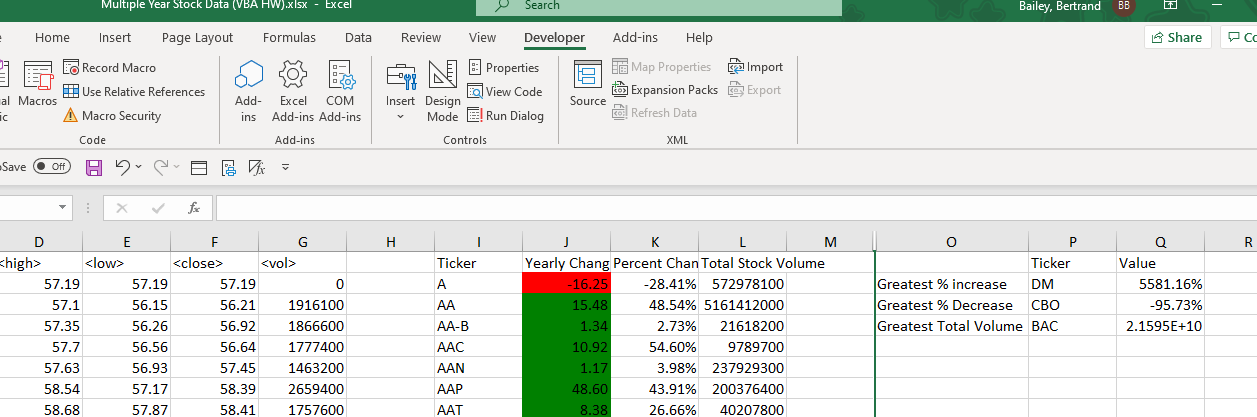 Multiple Year Stock Data (VBA HW).xlsx - Excel Search Bailey, Bertrand BB
Home Insert Page Layout Formulas Data Review View Developer Add-ins Help Share Co
Record Macro Properties Map Properties Import
Use Relative References View Code Expansion Packs Export
Macro Security Run Dialog Refresh Data
al Macros Add- Excel COM Insert Design Source
ic ins Add-ins Add-ins Mode
Code Add-ins Controls XML
Save Off
fx
D E F G H I J K L M O P Q R
<high> <low> <close> <vol> Ticker Yearly Chang Percent Chan Total Stock Volume Ticker Value
57.19 57.19 57.19 0 A -16.25 -28.41% 572978100 Greatest % increase DM 5581.16%
57.1 56.15 56.21 1916100 AA 15.48 48.54% 5161412000 Greatest % Decrease CBO -95.73%
57.35 56.26 56.92 1866600 AA-B 1.34 2.73% 21618200 Greatest Total Volume BAC 2.1595E+10
57.7 56.56 56.64 1777400 AAC 10.92 54.60% 9789700
57.63 56.93 57.45 1463200 AAN 1.17 3.98% 237929300
58.54 57.17 58.39 2659400 AAP 48.60 43.91% 200376400
58.68 57.87 58.41 1757600 AAT 8.38 26.66% 40207800